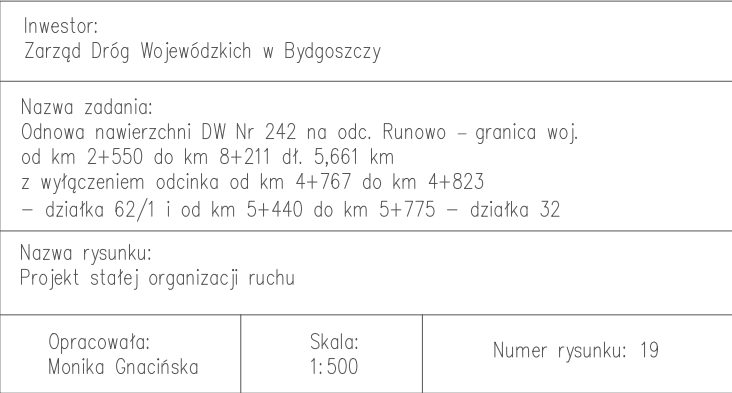 Inwestor:
Zarząd Dróg Wojewódzkich w Bydgoszczy
Nazwa zadania:
Odnowa nawierzchni DW Nr 242 na odc. Runowo – granica woj.
od km 2+550 do km 8+211 dł. 5,661 km
z wyłączeniem odcinka od km 4+767 do km 4+823
– działka 62/1 i od km 5+440 do km 5+775 – działka 32
Nazwa rysunku:
Projekt stałej organizacji ruchu
Opracowała:
Monika Gnacińska
Skala:
1:500
Numer rysunku: 19